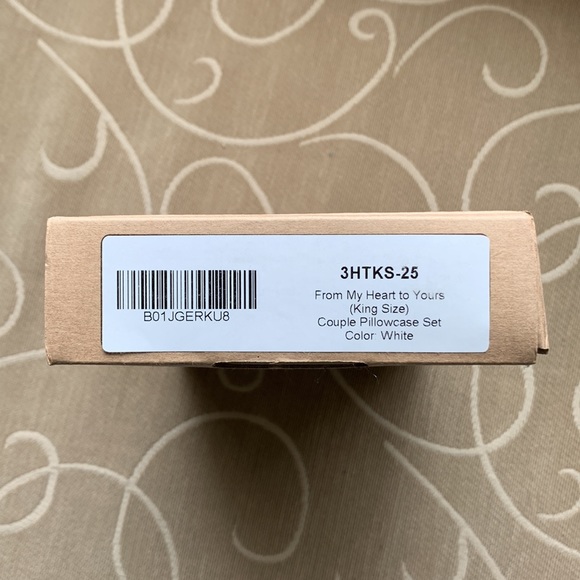 3HTKS-25
From My Heart to Yours
(King Size)
Couple Pillowcase Set
Color: White
B01JGERKU8